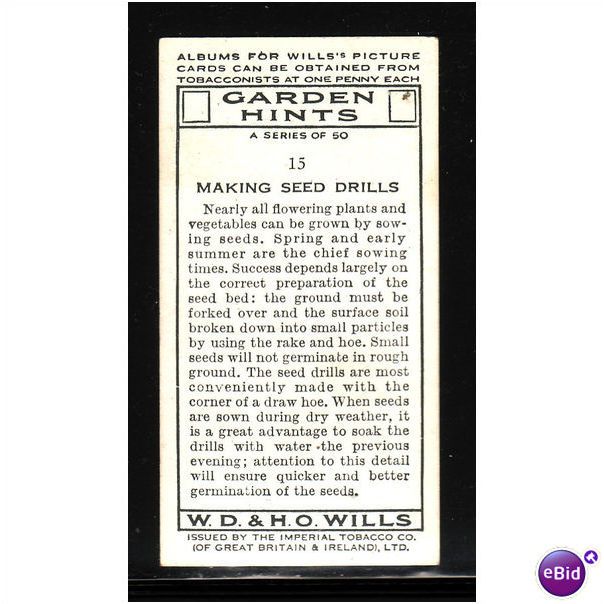 ALBUMS FOR WILLS'S PICTURE
CARDS CAN BE OBTAINED FROM
TOBACCONISTS AT ONE PENNY EACH
GARDEN
HINTS
A SERIES OF 50
15
MAKING SEED DRILLS
Nearly all flowering plants and
vegetables can be grown by sow-
ing seeds. Spring and early
summer are the chief sowing
times. Success depends largely on
the correct preparation of the
seed bed: the ground must be
forked over and the surface soil
broken down into small particles
by using the rake and hoe. Small
seeds will not germinate in rough
ground. The seed drills are most
conveniently made with the
corner of a draw hoe. When seeds
are sown during dry weather, it
is a great advantage to soak the
drills with water the previous
evening; attention to this detail
will ensure quicker and better
germination of the seeds.
W.D. & H.O. WILLS
ISSUED BY THE IMPERIAL TOBACCO CO.
(OF GREAT BRITAIN & IRELAND), LTD.
eBid